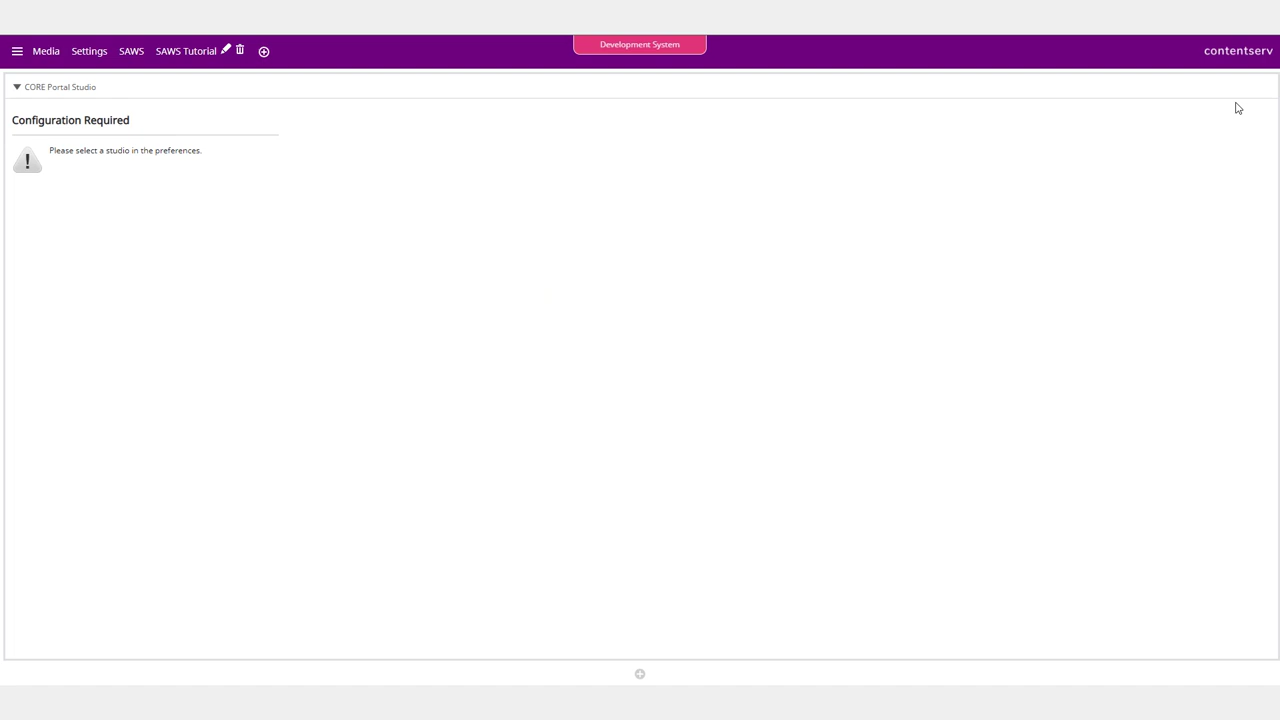 Media Settings SAWS SAWS Tutorial
Development System
contentserv
CORE Portal Studio
Configuration Required
Please select a studio in the preferences.